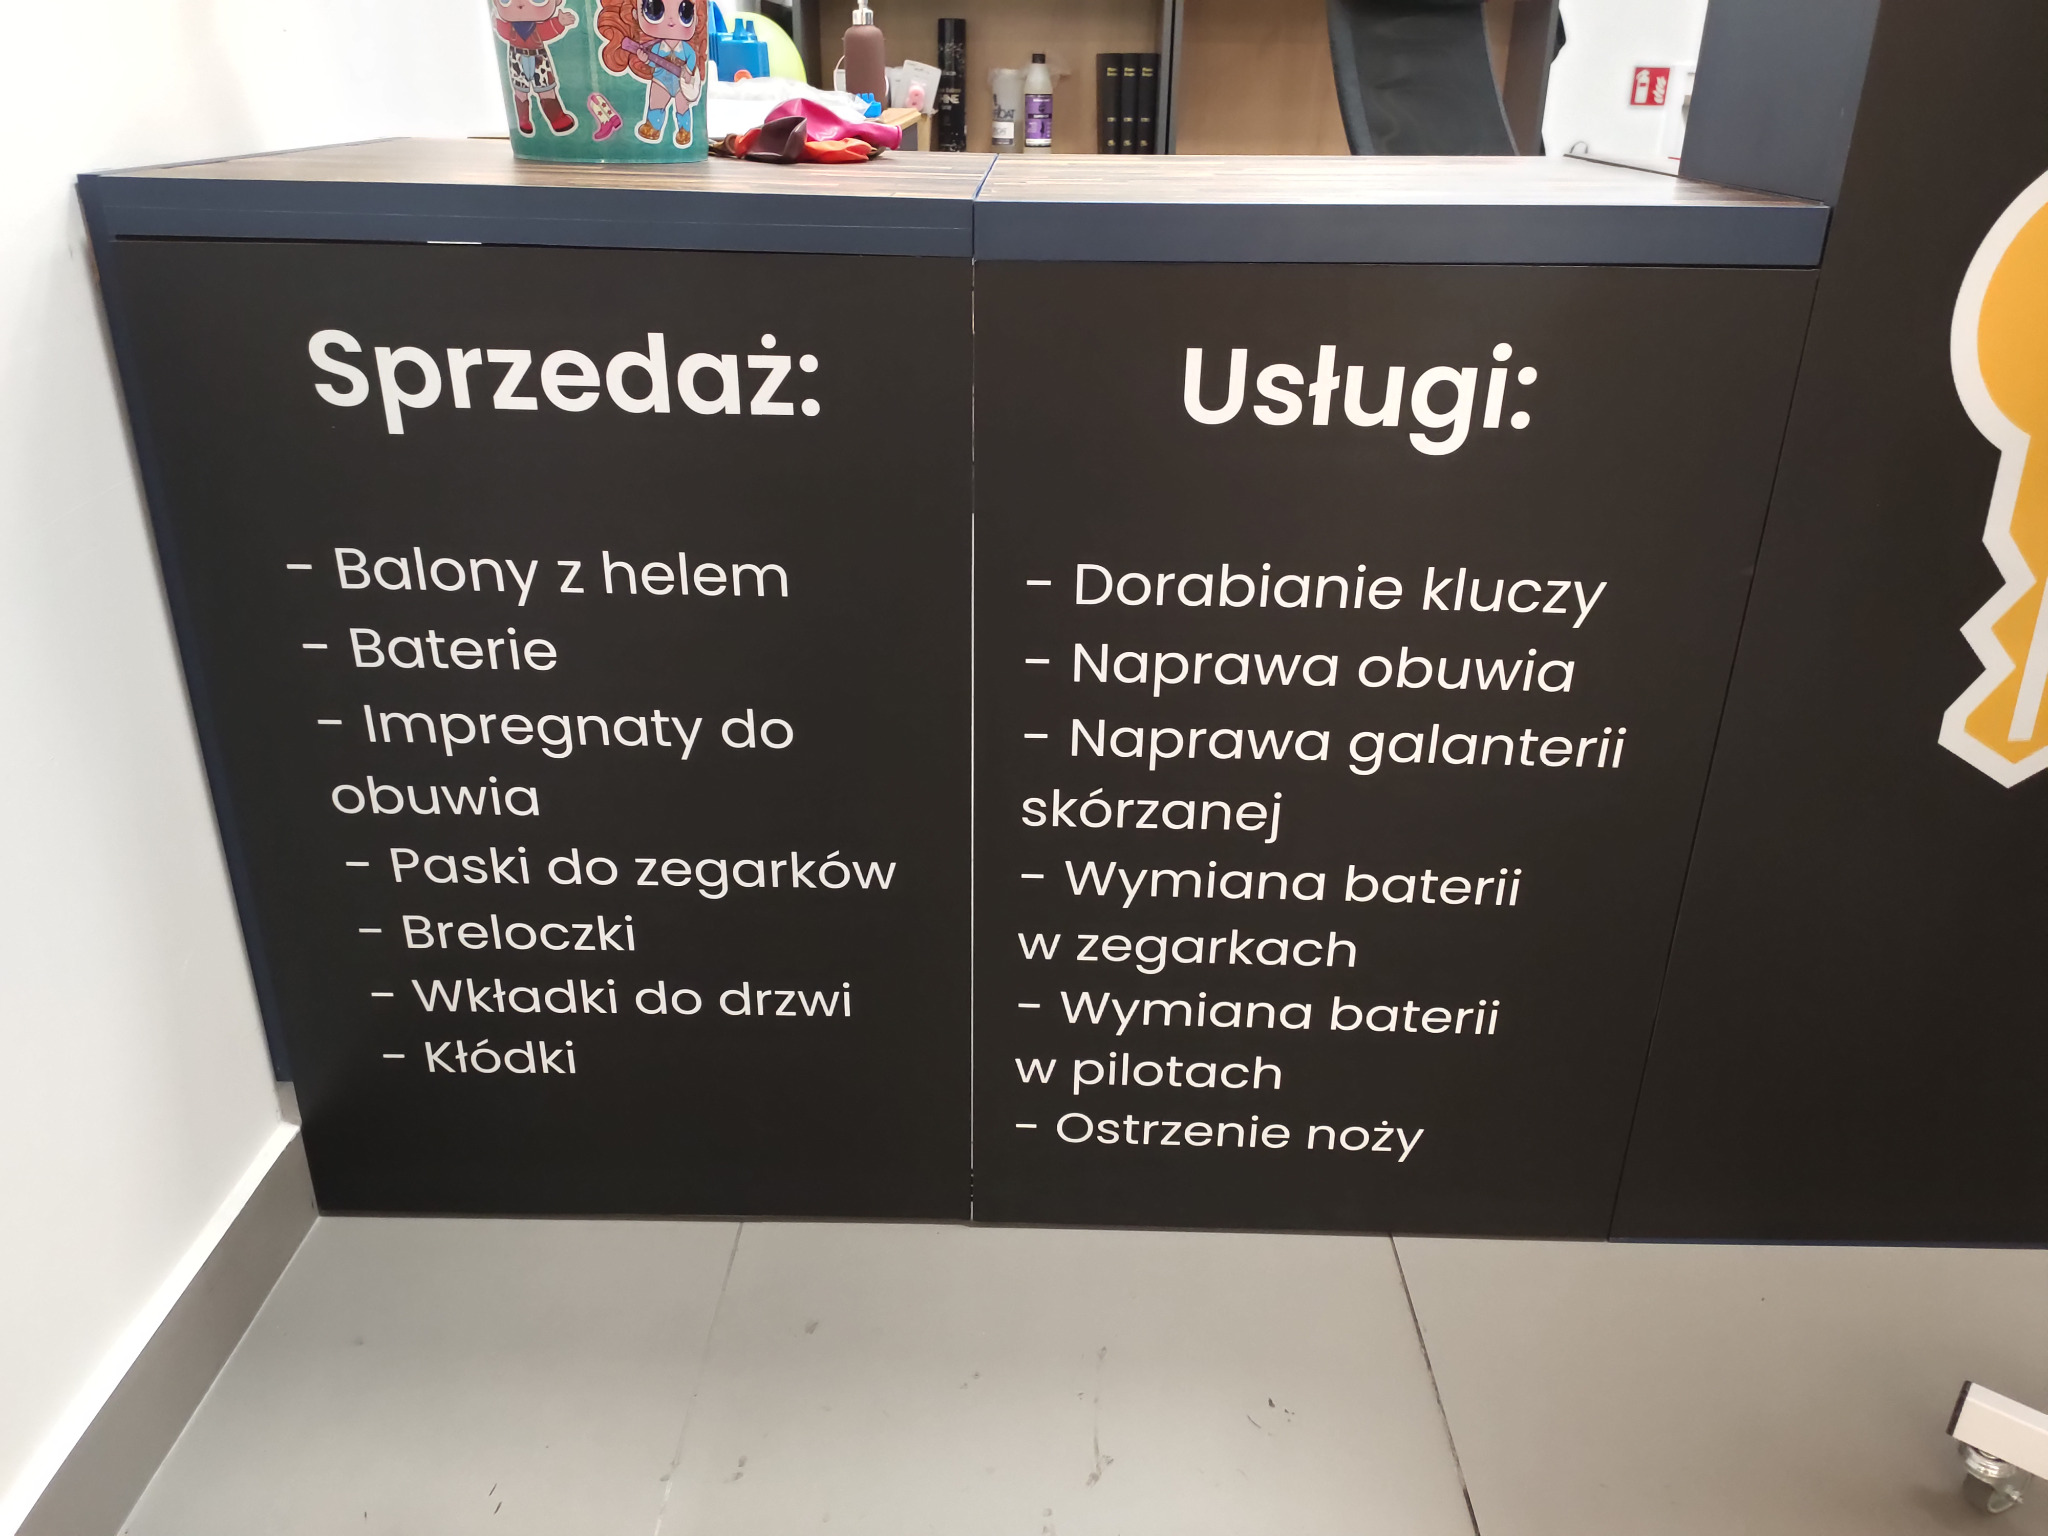 Sprzedaż:
- Balony z helem
- Baterie
- Impregnaty do
obuwia
- Paski do zegarków
- Breloczki
- Wkładki do drzwi
- Kłódki
Usługi:
- Dorabianie kluczy
- Naprawa obuwia
- Naprawa galanterii
skórzanej
- Wymiana baterii
w zegarkach
- Wymiana baterii
w pilotach
- Ostrzenie noży